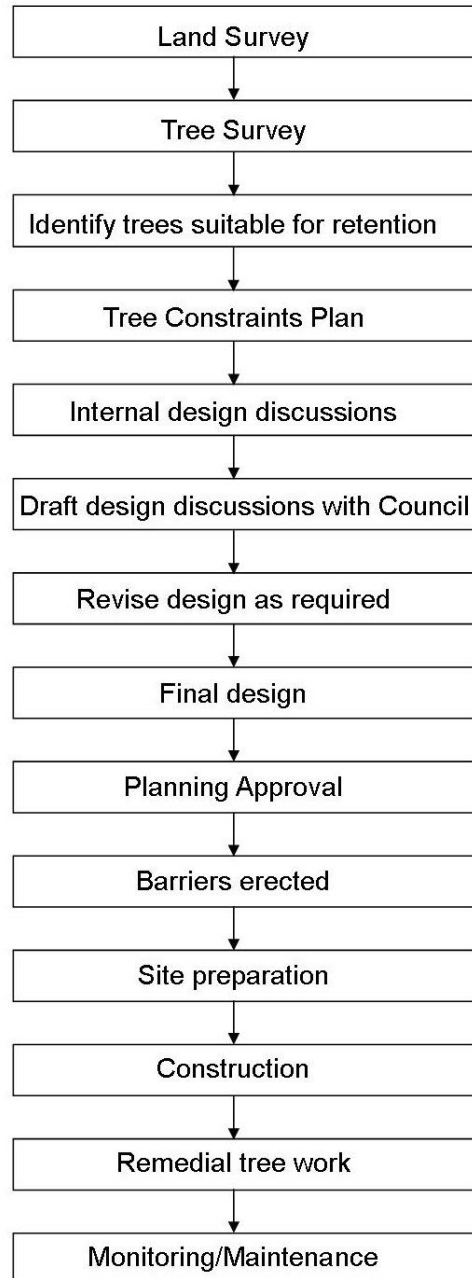 Land Survey
Tree Survey
Identify trees suitable for retention
Tree Constraints Plan
Internal design discussions
Draft design discussions with Council
Revise design as required
Final design
Planning Approval
Barriers erected
Site preparation
Construction
Remedial tree work
Monitoring/Maintenance